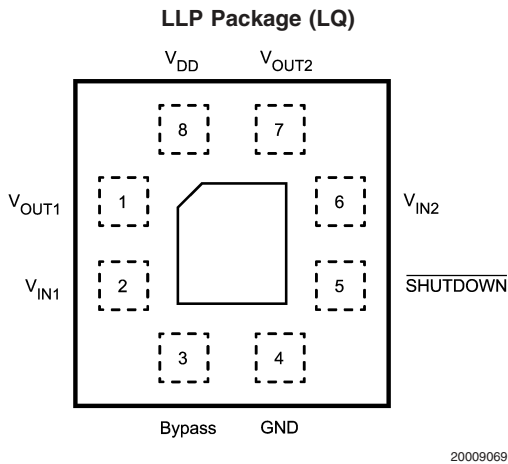 LLP Package (LQ)
VDD VOUT2
8 7
VOUT1 1 6 VIN2
VIN1 2 5 SHUTDOWN
3 4
Bypass GND
20009069